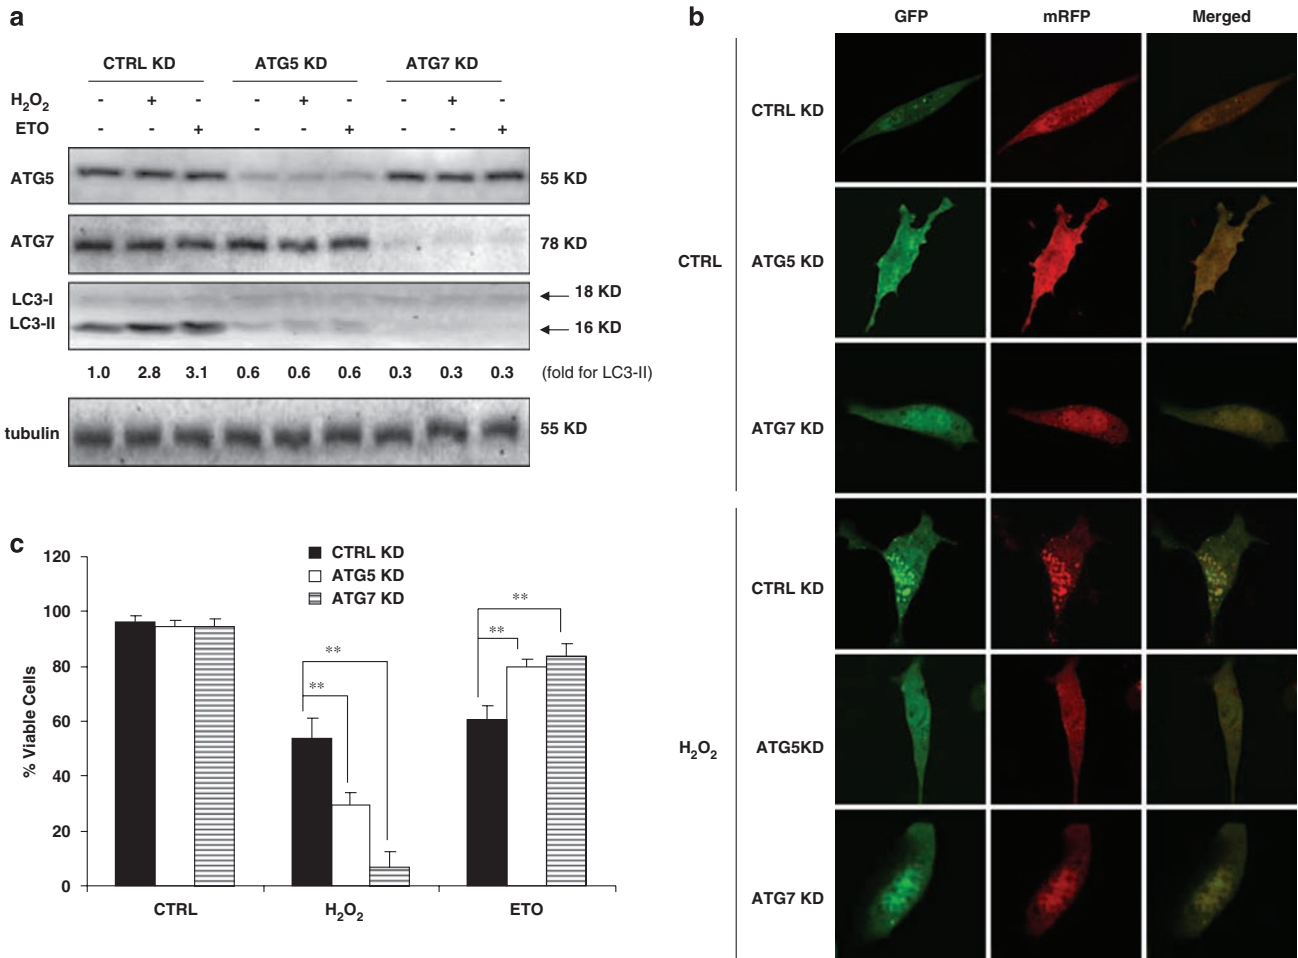 a
CTRL KD ATG5 KD ATG7 KD
H2O2 - + - - + - - + -
ETO - - + - - + - - +
ATG5 55 KD
ATG7 78 KD
LC3-I 18 KD
LC3-II 16 KD
1.0 2.8 3.1 0.6 0.6 0.6 0.3 0.3 0.3 (fold for LC3-II)
tubulin 55 KD
b
GFP mRFP Merged
CTRL
CTRL KD
ATG5 KD
ATG7 KD
H2O2
CTRL KD
ATG5KD
ATG7 KD
c
% Viable Cells
120
100
80
60
40
20
0
CTRL KD
ATG5 KD
ATG7 KD
**
**
**
**
CTRL H2O2 ETO